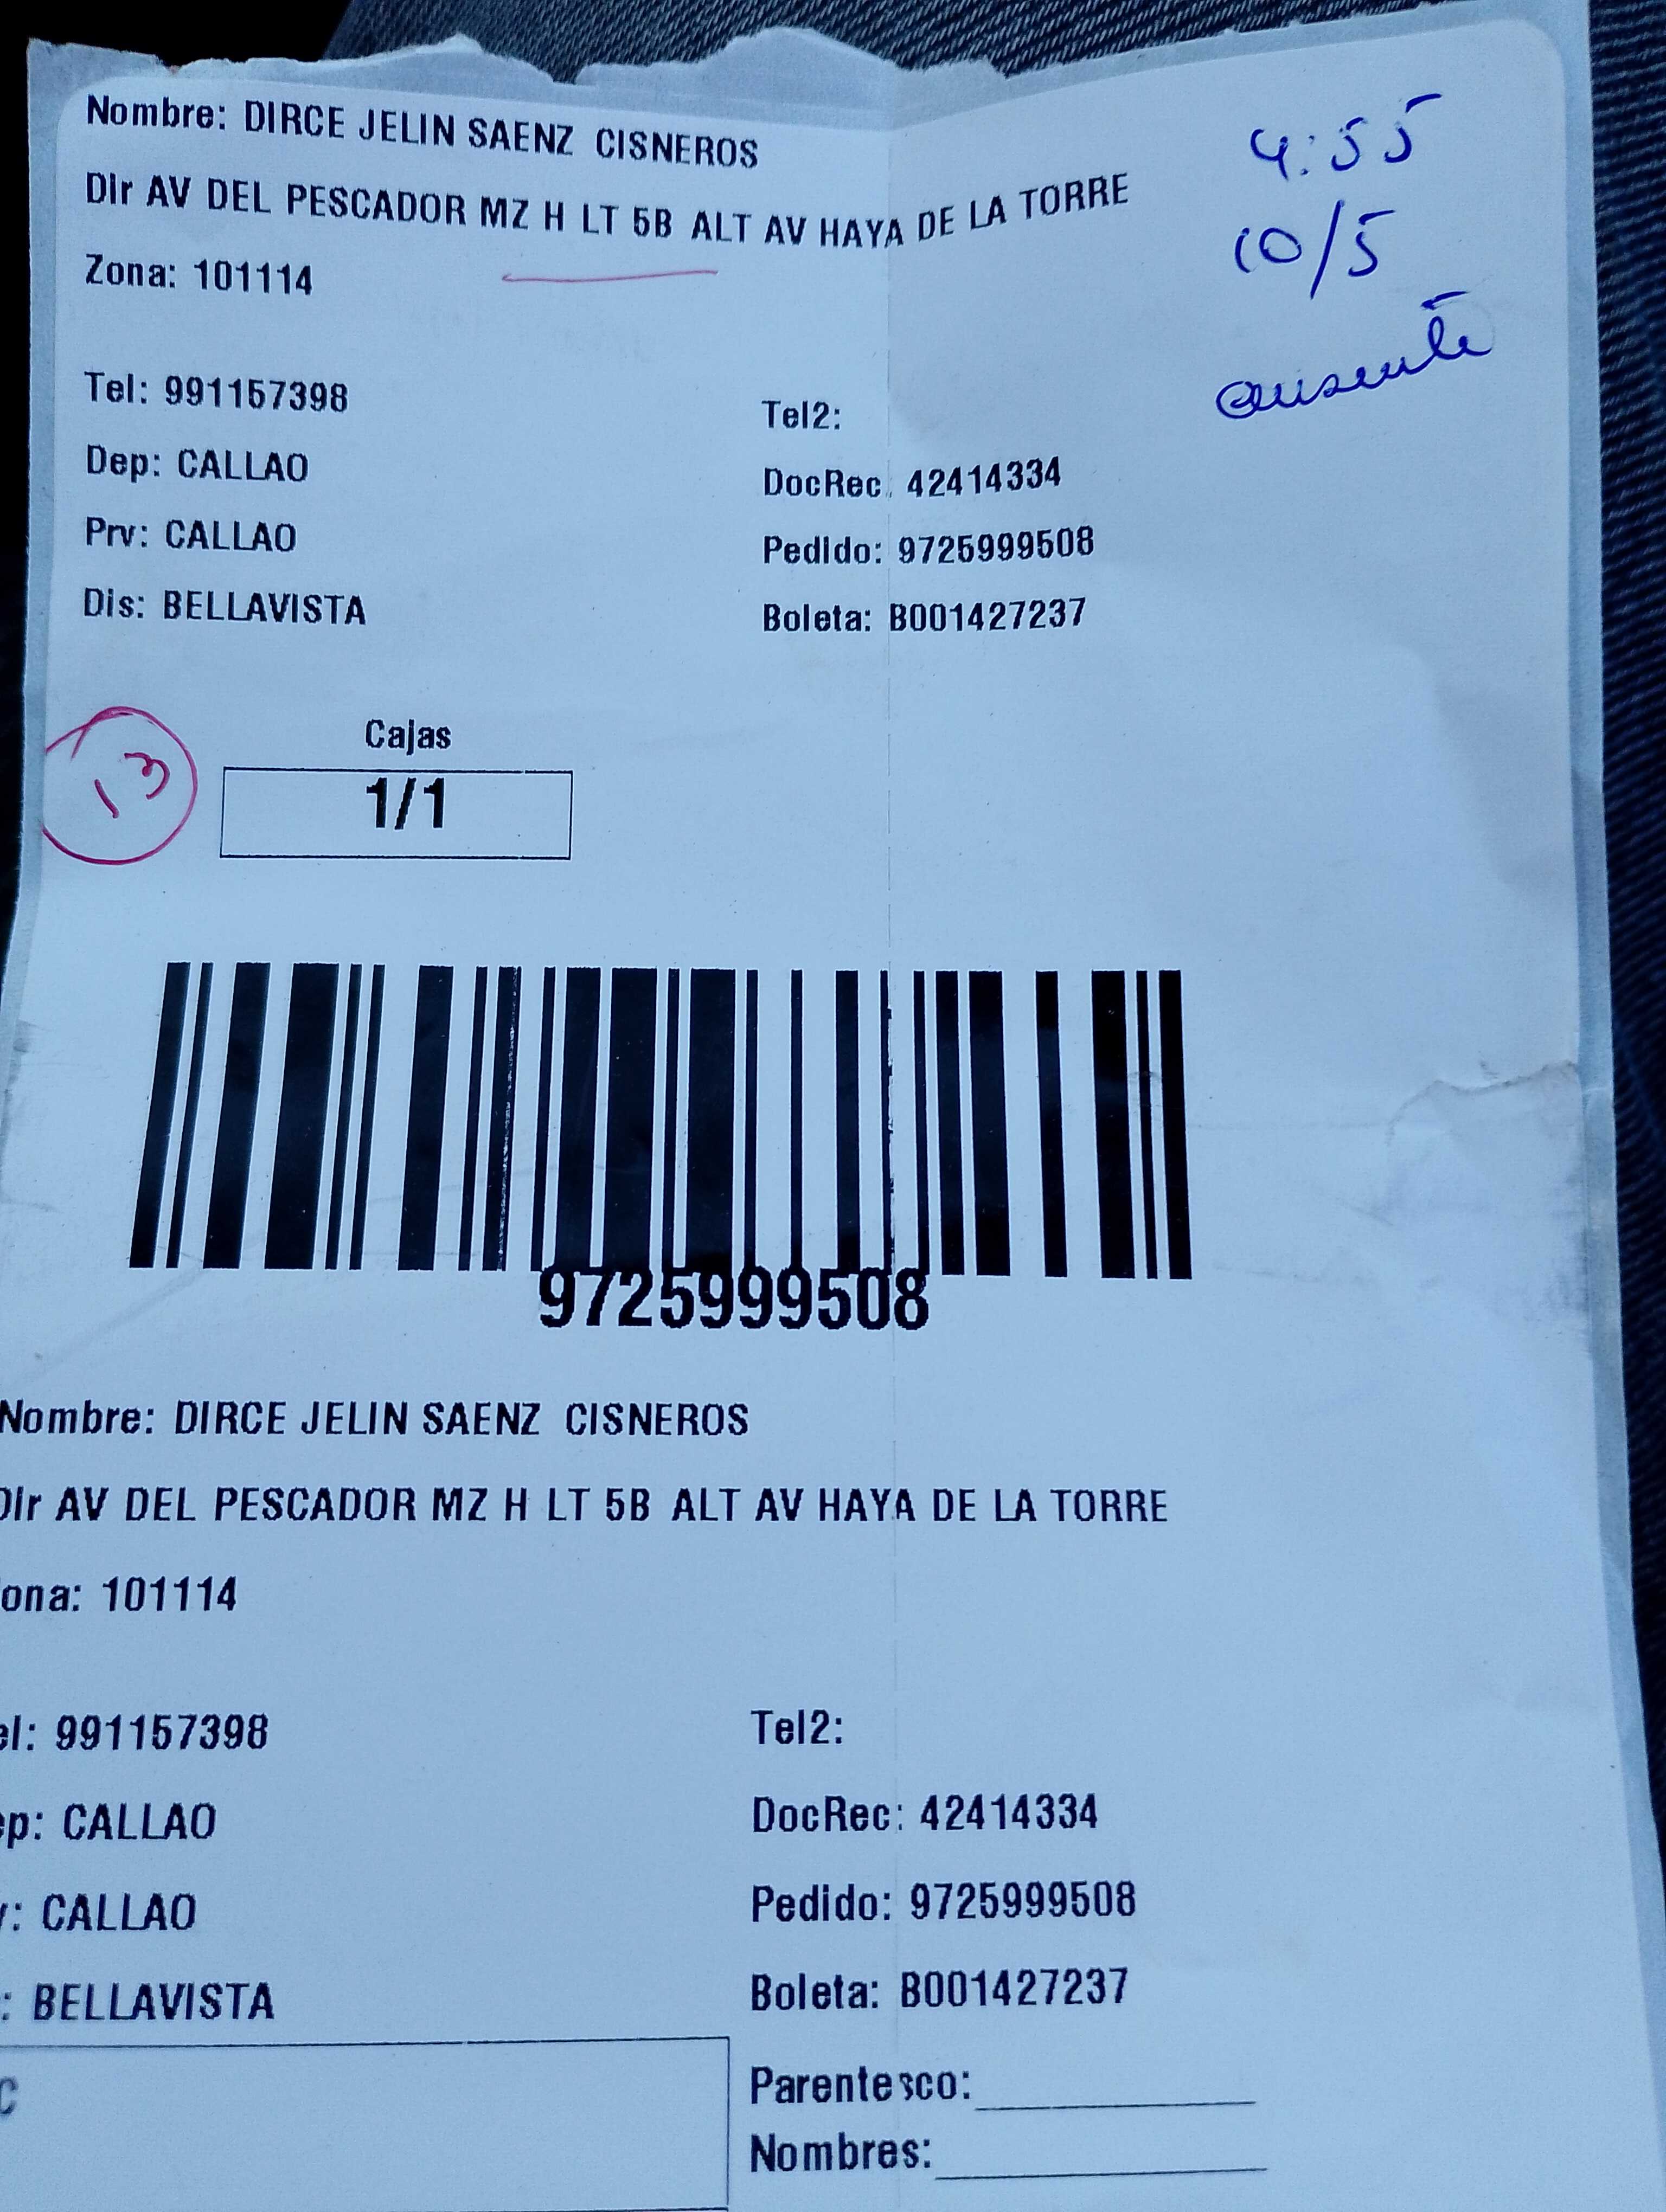 Nombre: DIRCE JELIN SAENZ CISNEROS
4:55
Dir AV DEL PESCADOR MZ H LT 5B ALT AV HAYA DE LA TORRE
10/5
Zona: 101114
ausente
Tel: 991157398
Tel2:
Dep: CALLAO
DocRec: 42414334
Prv: CALLAO
Pedido: 9725999508
Dis: BELLAVISTA
Boleta: B001427237
13
Cajas
1/1
9725999508
Nombre: DIRCE JELIN SAENZ CISNEROS
Dir AV DEL PESCADOR MZ H LT 5B ALT AV HAYA DE LA TORRE
ona: 101114
el: 991157398
Tel2:
ep: CALLAO
DocRec: 42414334
: CALLAO
Pedido: 9725999508
: BELLAVISTA
Boleta: B001427237
C
Parentesco:
Nombres: